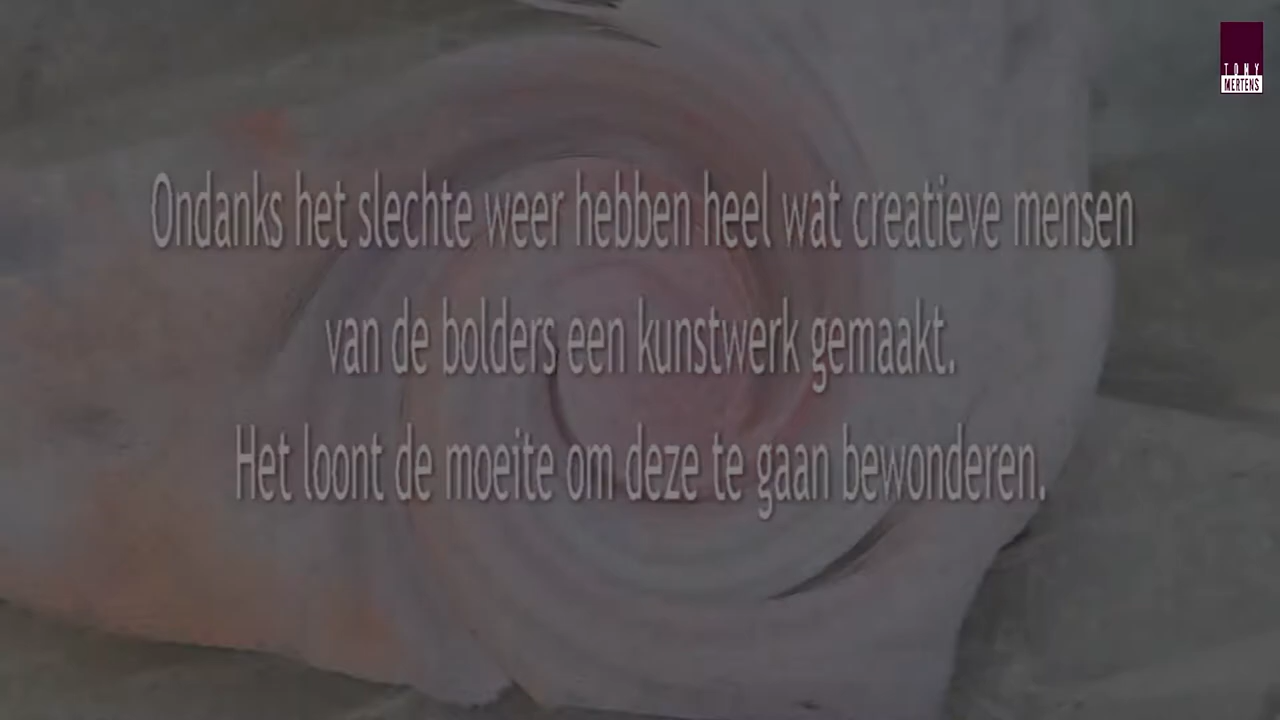 TOMY
MERTENS
Ondanks het slechte weer hebben heel wat creatieve mensen
van de bolders een kunstwerk gemaakt.
Het loont de moeite om deze te gaan bewonderen.